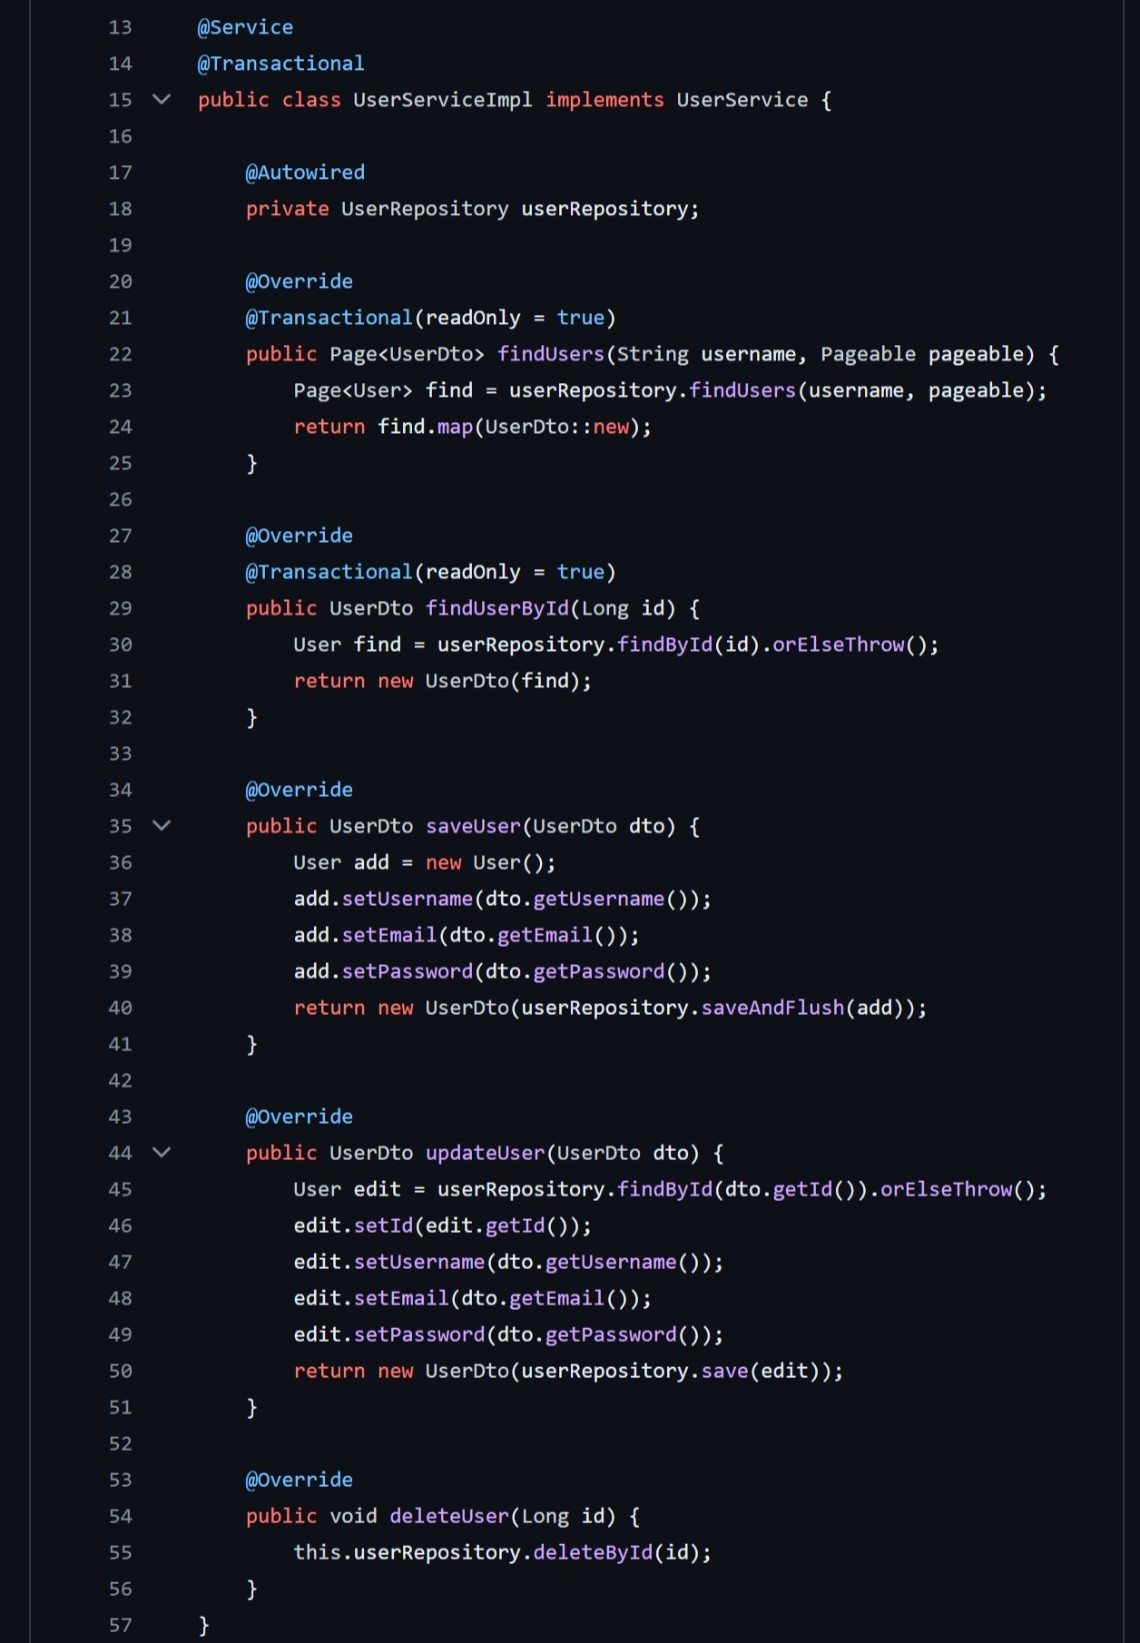 13 @Service
14 @Transactional
15 public class UserServiceImpl implements UserService {
16
17     @Autowired
18     private UserRepository userRepository;
19
20     @Override
21     @Transactional(readOnly = true)
22     public Page<UserDto> findUsers(String username, Pageable pageable) {
23         Page<User> find = userRepository.findUsers(username, pageable);
24         return find.map(UserDto::new);
25     }
26
27     @Override
28     @Transactional(readOnly = true)
29     public UserDto findUserById(Long id) {
30         User find = userRepository.findById(id).orElseThrow();
31         return new UserDto(find);
32     }
33
34     @Override
35     public UserDto saveUser(UserDto dto) {
36         User add = new User();
37         add.setUsername(dto.getUsername());
38         add.setEmail(dto.getEmail());
39         add.setPassword(dto.getPassword());
40         return new UserDto(userRepository.saveAndFlush(add));
41     }
42
43     @Override
44     public UserDto updateUser(UserDto dto) {
45         User edit = userRepository.findById(dto.getId()).orElseThrow();
46         edit.setId(edit.getId());
47         edit.setUsername(dto.getUsername());
48         edit.setEmail(dto.getEmail());
49         edit.setPassword(dto.getPassword());
50         return new UserDto(userRepository.save(edit));
51     }
52
53     @Override
54     public void deleteUser(Long id) {
55         this.userRepository.deleteById(id);
56     }
57 }